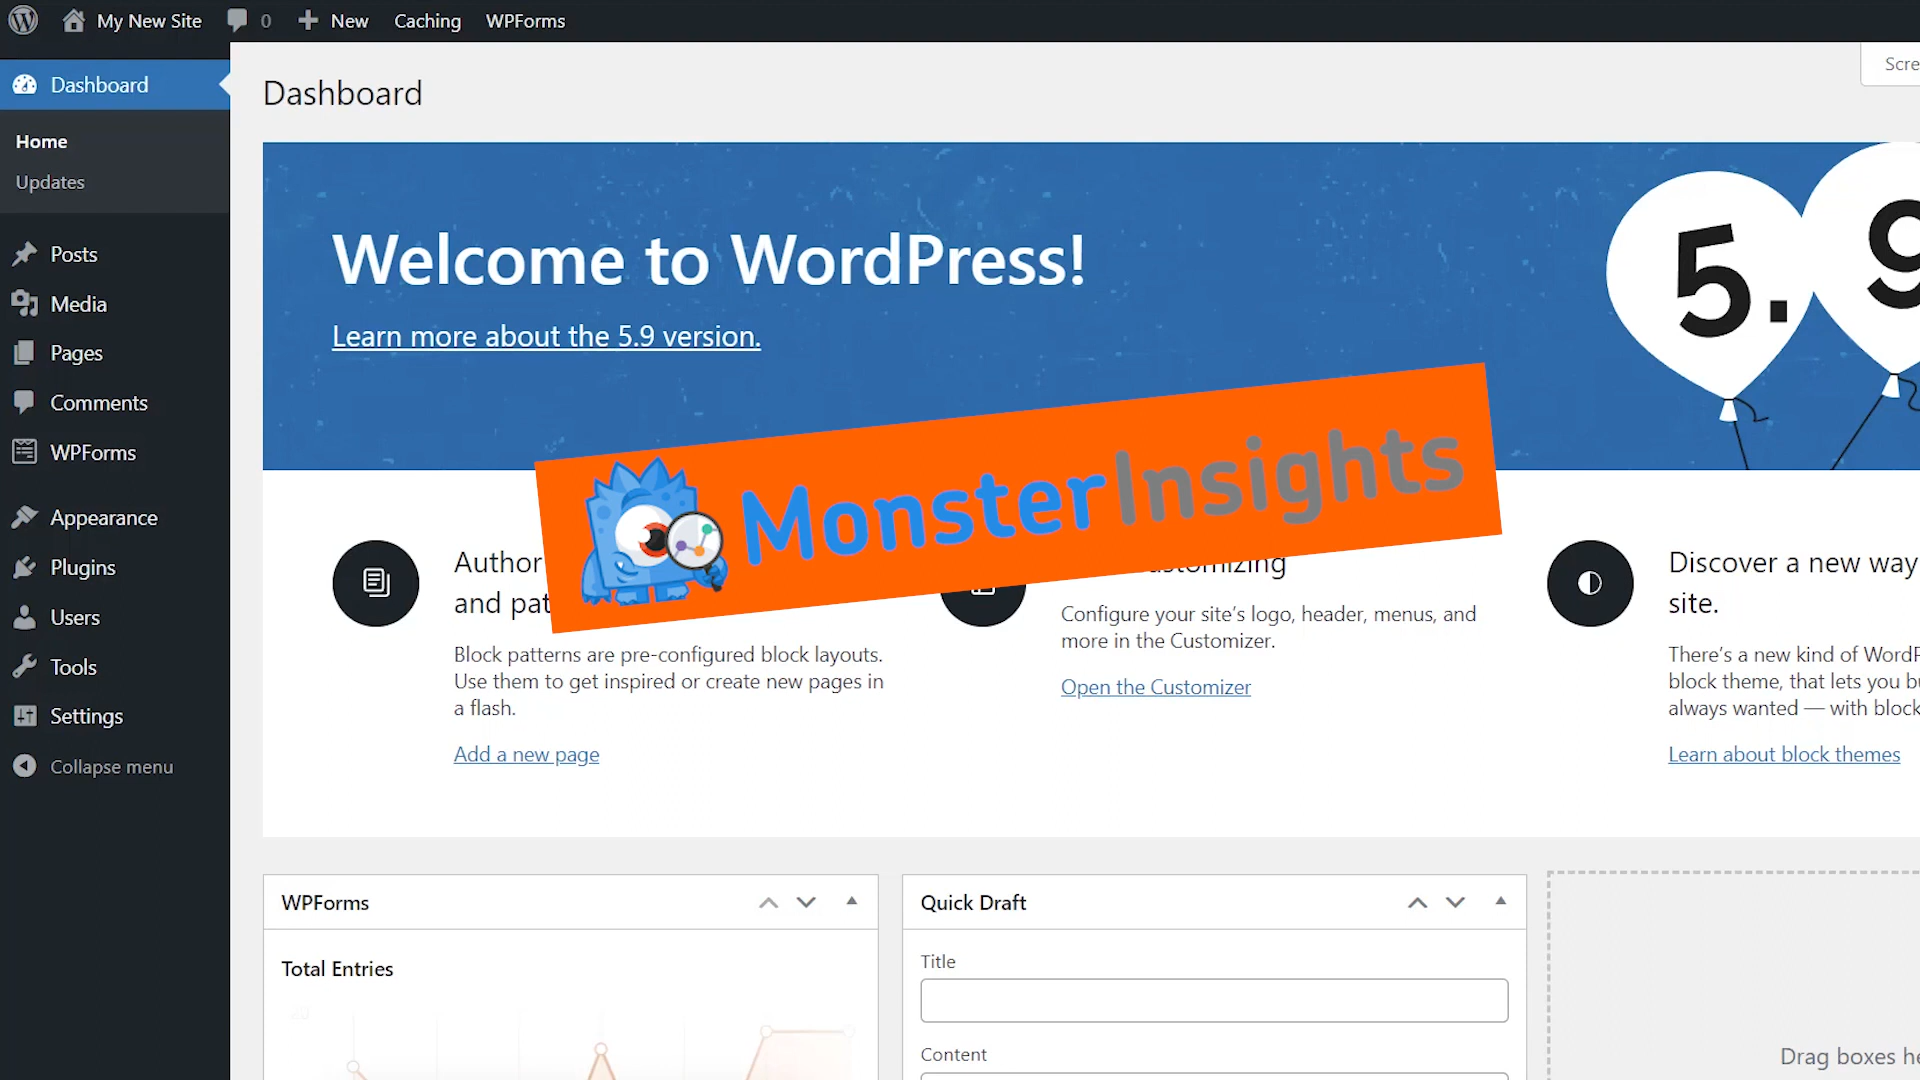 My New Site
0
New
Caching
WPForms
Dashboard
Home
Updates
Posts
Media
Pages
Comments
WPForms
Appearance
Plugins
Users
Tools
Settings
Collapse menu
Scre
Dashboard
Welcome to WordPress!
Learn more about the 5.9 version.
5.9
MonsterInsights
Author
and pat
Block patterns are pre-configured block layouts.
Use them to get inspired or create new pages in
a flash.
Add a new page
Configure your site’s logo, header, menus, and
more in the Customizer.
Open the Customizer
Discover a new way
site.
There’s a new kind of WordP
block theme, that lets you bu
always wanted — with block
Learn about block themes
WPForms
Total Entries
20
Quick Draft
Title
Content
Drag boxes he